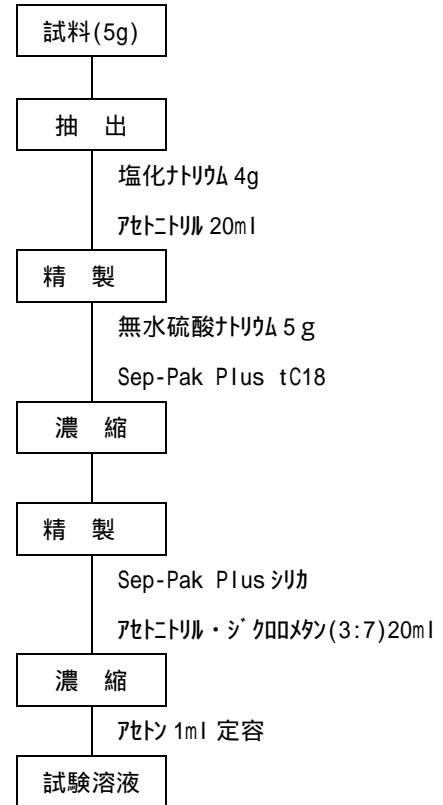 試料(5g)
抽 出
塩化ﾅﾄﾘｳﾑ 4g
ｱｾﾄﾆﾄﾘﾙ 20ml
精 製
無水硫酸ﾅﾄﾘｳﾑ 5ｇ
Sep-Pak Plus tC18
濃 縮
精 製
Sep-Pak Plus ｼﾘｶ
ｱｾﾄﾆﾄﾘﾙ・ｼﾞｸﾛﾛﾒﾀﾝ(3:7)20ml
濃 縮
ｱｾﾄﾝ 1ml 定容
試験溶液